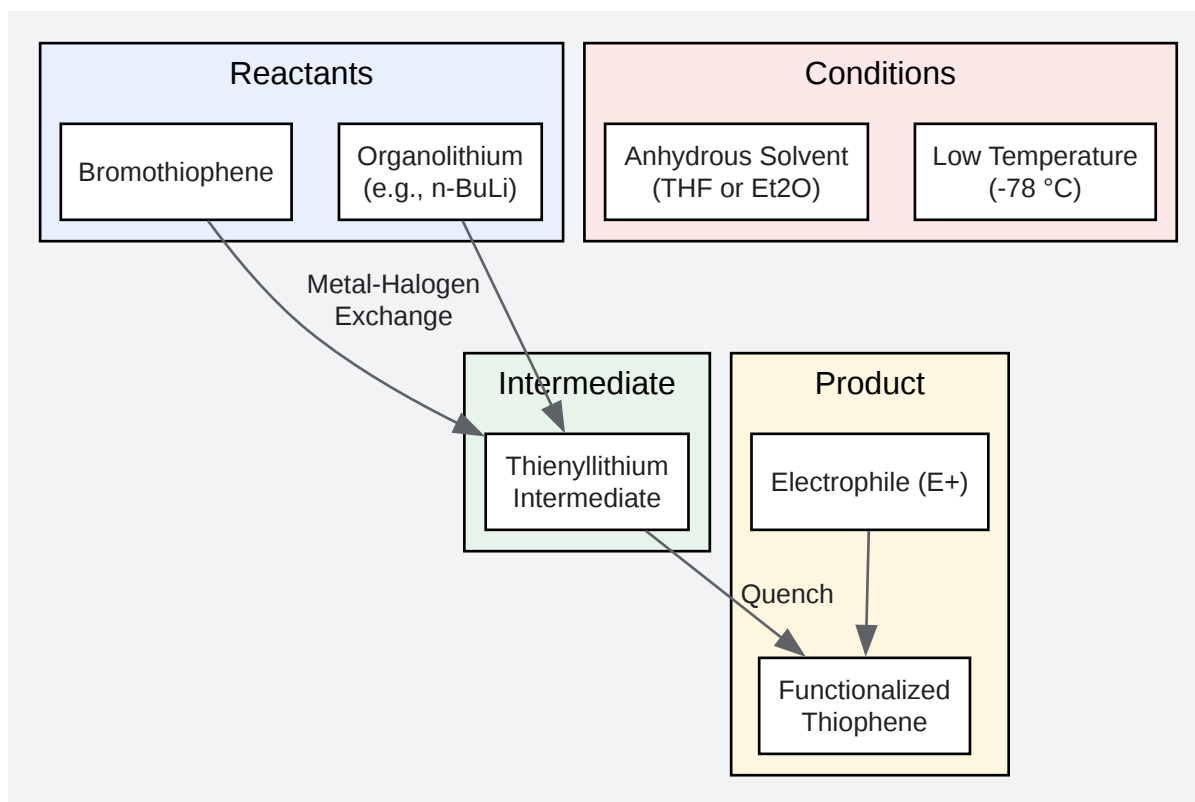 Reactants
Conditions
Bromothiophene
Organolithium
(e.g., n-BuLi)
Anhydrous Solvent
(THF or Et2O)
Low Temperature
(-78 °C)
Metal-Halogen
Exchange
Intermediate
Product
Thienyllithium
Intermediate
Electrophile (E+)
Quench
Functionalized
Thiophene